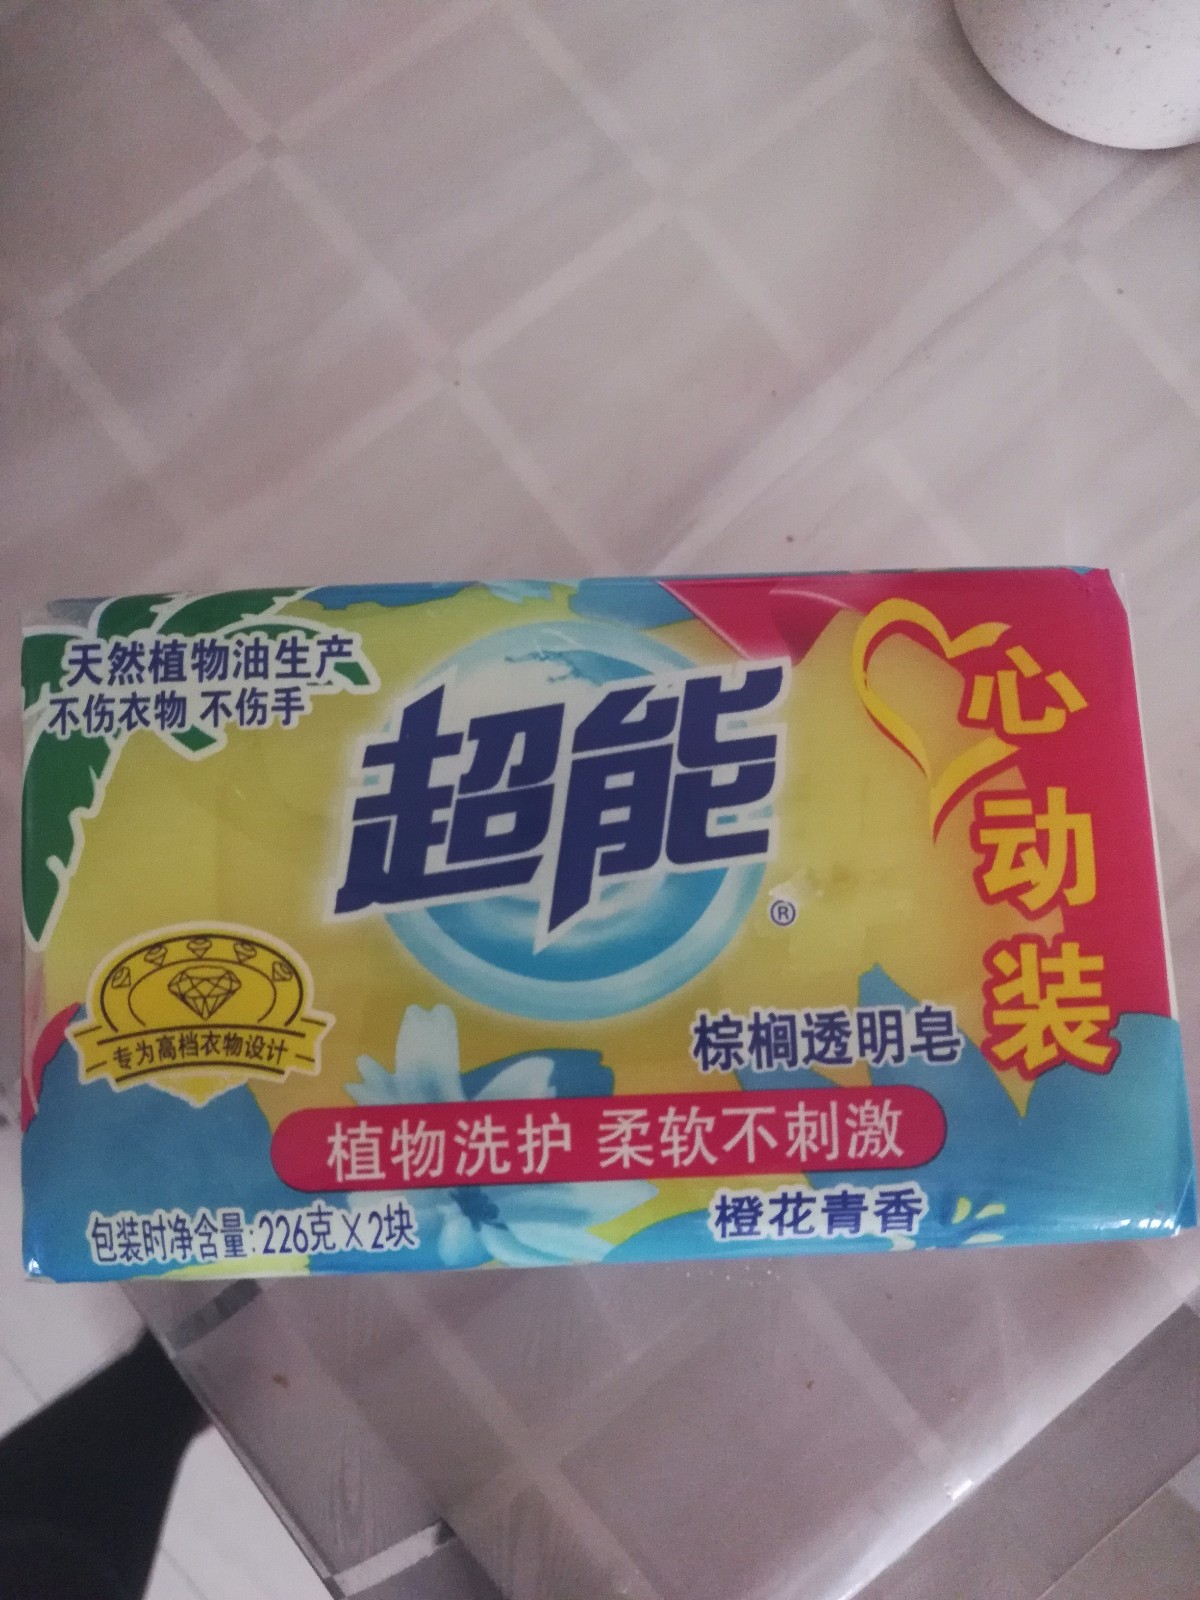 天然植物油生产
不伤衣物 不伤手
超能
®
心动装
专为高档衣物设计
棕榈透明皂
植物洗护 柔软不刺激
包装时净含量:226克×2块
橙花青香